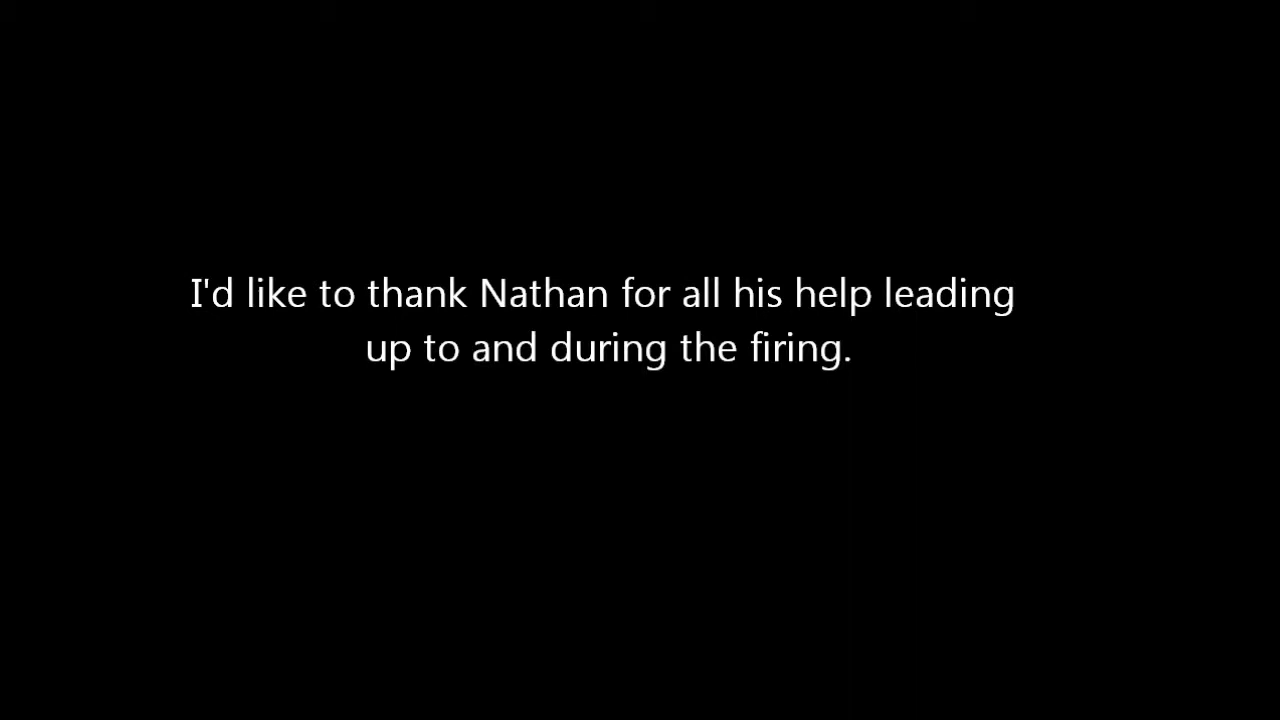 I'd like to thank Nathan for all his help leading
up to and during the firing.